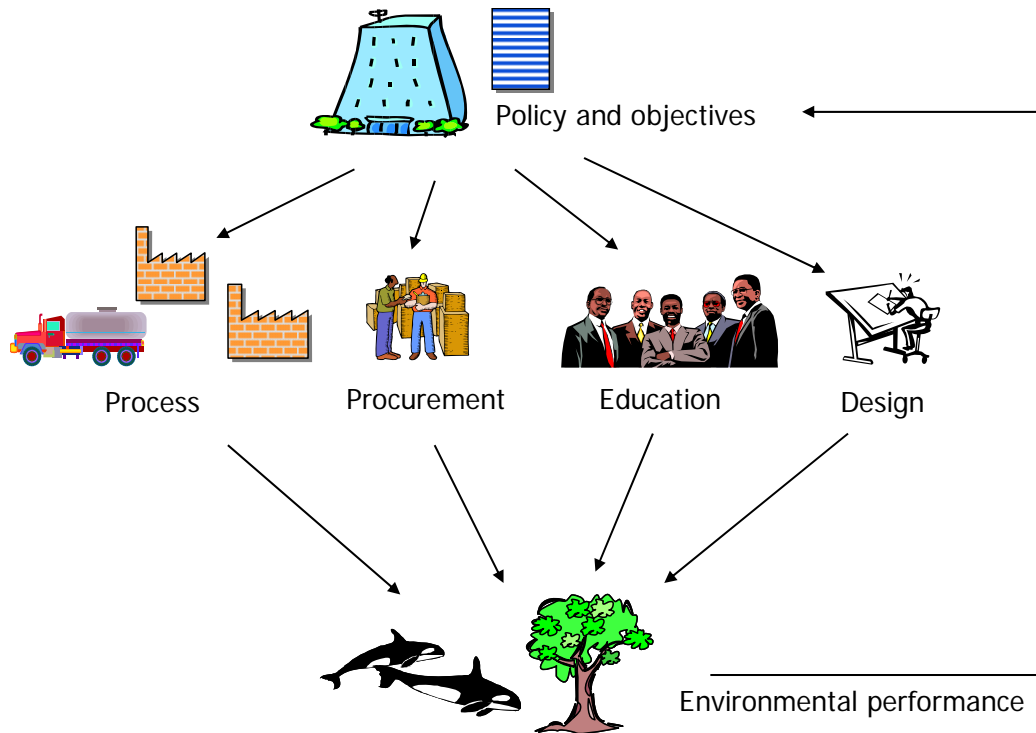 Policy and objectives
Process
Procurement
Education
Design
Environmental performance